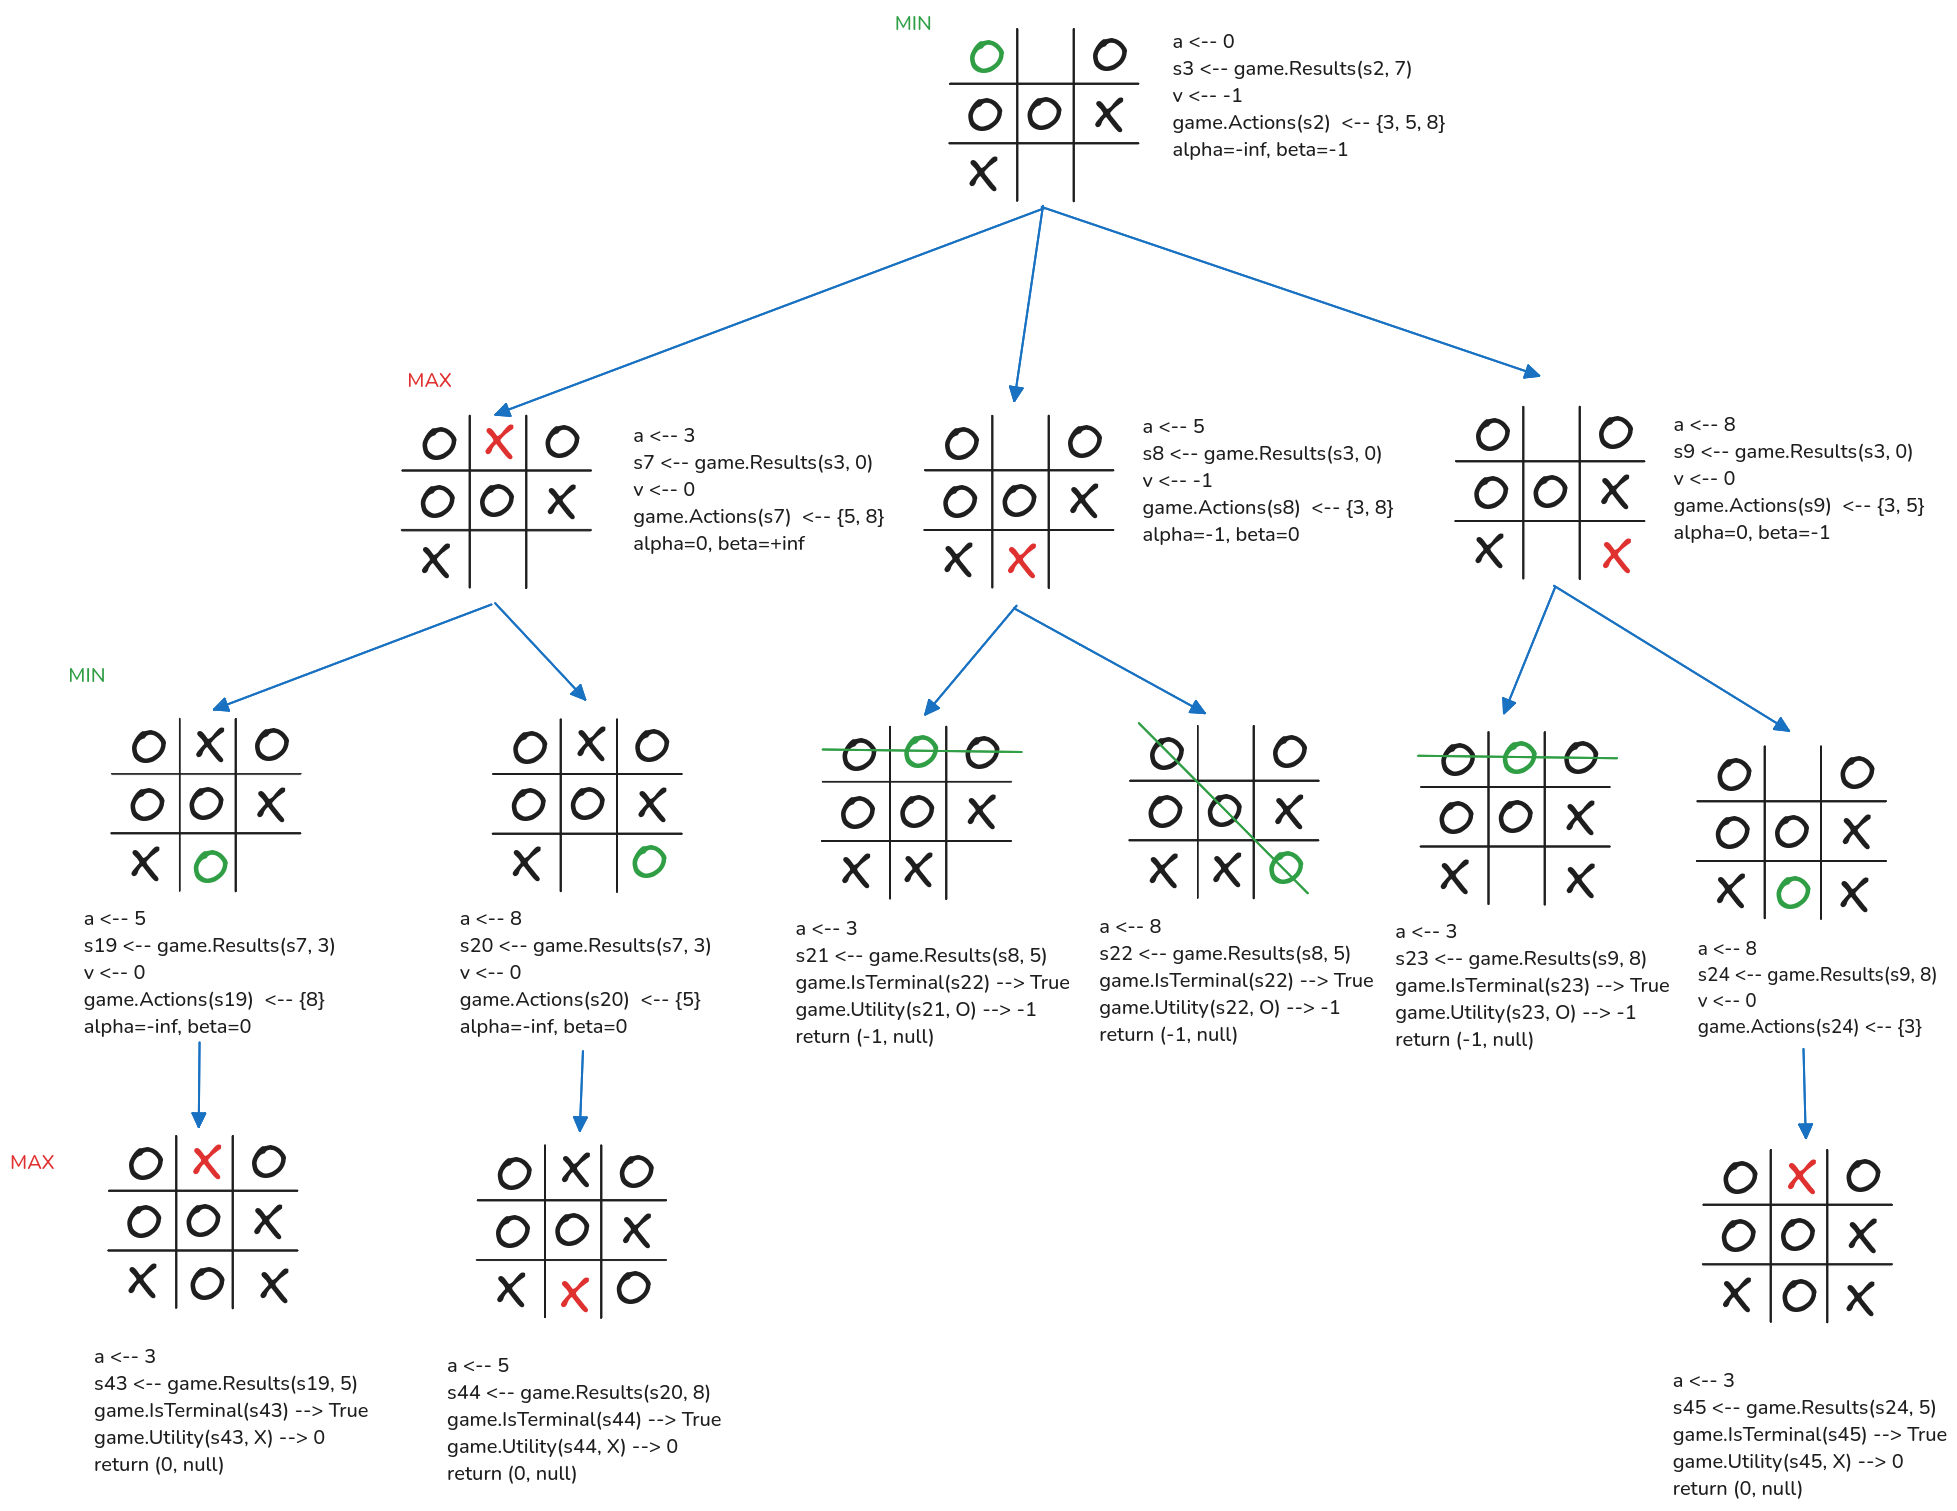 MIN
a <-- 0
s3 <-- game.Results(s2, 7)
v <-- -1
game.Actions(s2)  <-- {3, 5, 8}
alpha=-inf, beta=-1
O O
O O X
X
MAX
O X O
O O X
X
a <-- 3
s7 <-- game.Results(s3, 0)
v <-- 0
game.Actions(s7)  <-- {5, 8}
alpha=0, beta=+inf
O O
O O X
X X
a <-- 5
s8 <-- game.Results(s3, 0)
v <-- -1
game.Actions(s8)  <-- {3, 8}
alpha=-1, beta=0
O O
O O X
X X
a <-- 8
s9 <-- game.Results(s3, 0)
v <-- 0
game.Actions(s9)  <-- {3, 5}
alpha=0, beta=-1
MIN
O X O
O O X
X O
a <-- 5
s19 <-- game.Results(s7, 3)
v <-- 0
game.Actions(s19)  <-- {8}
alpha=-inf, beta=0
O X O
O O X
X O
a <-- 8
s20 <-- game.Results(s7, 3)
v <-- 0
game.Actions(s20)  <-- {5}
alpha=-inf, beta=0
O O O
O O X
X X
a <-- 3
s21 <-- game.Results(s8, 5)
game.IsTerminal(s22) --> True
game.Utility(s21, O) --> -1
return (-1, null)
O O
O O X
X X O
a <-- 8
s22 <-- game.Results(s8, 5)
game.IsTerminal(s22) --> True
game.Utility(s22, O) --> -1
return (-1, null)
O O O
O O X
X X
a <-- 3
s23 <-- game.Results(s9, 8)
game.IsTerminal(s23) --> True
game.Utility(s23, O) --> -1
return (-1, null)
O O
O O X
X O X
a <-- 8
s24 <-- game.Results(s9, 8)
v <-- 0
game.Actions(s24) <-- {3}
MAX
O X O
O O X
X O X
a <-- 3
s43 <-- game.Results(s19, 5)
game.IsTerminal(s43) --> True
game.Utility(s43, X) --> 0
return (0, null)
O X O
O O X
X X O
a <-- 5
s44 <-- game.Results(s20, 8)
game.IsTerminal(s44) --> True
game.Utility(s44, X) --> 0
return (0, null)
O X O
O O X
X O X
a <-- 3
s45 <-- game.Results(s24, 5)
game.IsTerminal(s45) --> True
game.Utility(s45, X) --> 0
return (0, null)